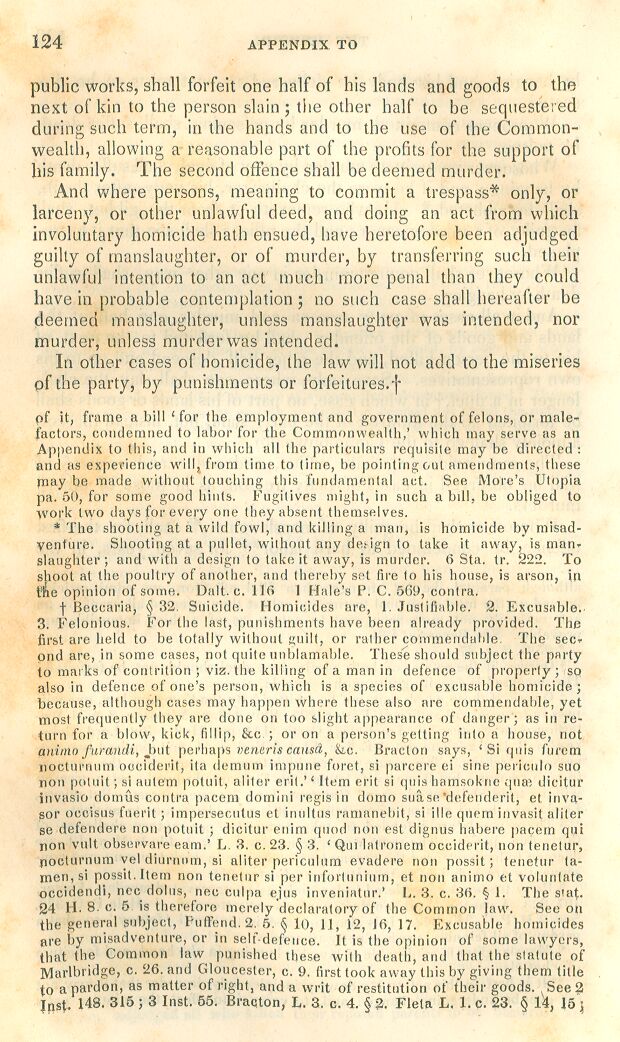 124
APPENDIX TO
public works, shall forfeit one half of his lands and goods to the
next of kin to the person slain; the other half to be sequestered
during such term, in the hands and to the use of the Common-
wealth, allowing a reasonable part of the profits for the support of
his family. The second offence shall be deemed murder.
And where persons, meaning to commit a trespass* only, or
larceny, or other unlawful deed, and doing an act from which
involuntary homicide hath ensued, have heretofore been adjudged
guilty of manslaughter, or of murder, by transferring such their
unlawful intention to an act much more penal than they could
have in probable contemplation; no such case shall hereafter be
deemed manslaughter, unless manslaughter was intended, nor
murder, unless murder was intended.
In other cases of homicide, the law will not add to the miseries
of the party, by punishments or forfeitures.†
of it, frame a bill ‘for the employment and government of felons, or male-
factors, condemned to labor for the Commonwealth,’ which may serve as an
Appendix to this, and in which all the particulars requisite may be directed:
and as experience will, from time to time, be pointing out amendments, these
may be made without touching this fundamental act. See More's Utopia
pa. 50, for some good hints. Fugitives might, in such a bill, be obliged to
work two days for every one they absent themselves.
* The shooting at a wild fowl, and killing a man, is homicide by misad-
venture. Shooting at a pullet, without any design to take it away, is man-
slaughter; and with a design to take it away, is murder. 6 Sta. tr. 222. To
shoot at the poultry of another, and thereby set fire to his house, is arson, in
the opinion of some. Dalt. c. 116 1 Hale's P. C. 569, contra.
† Beccaria, § 32. Suicide. Homicides are, 1. Justifiable. 2. Excusable.
3. Felonious. For the last, punishments have been already provided. The
first are held to be totally without guilt, or rather commendable. The sec-
ond are, in some cases, not quite unblamable. These should subject the party
to marks of contrition; viz. the killing of a man in defence of property; so
also in defence of one's person, which is a species of excusable homicide;
because, although cases may happen where these also are commendable, yet
most frequently they are done on too slight appearance of danger; as in re-
turn for a blow, kick, fillip, &c.; or on a person's getting into a house, not
animo furandi, but perhaps veneris causâ, &c. Bracton says, ‘Si quis furem
nocturnum occiderit, ita demum impune foret, si parcere ei sine periculo suo
non potuit; si autem potuit, aliter erit.’ ‘Item erit si quis hamsokne quæ dicitur
invasio domûs contra pacem domini regis in domo suâ se defenderit, et inva-
sor occisus fuerit; impersecutus et inultus ramanebit, si ille quem invasit aliter
se defendere non potuit; dicitur enim quod non est dignus habere pacem qui
non vult observare eam.’ L. 3. c. 23. § 3. ‘Qui latronem occiderit, non tenetur,
nocturnum vel diurnum, si aliter periculum evadere non possit; tenetur ta-
men, si possit. Item non tenetur si per infortunium, et non animo et voluntate
occidendi, nec dolus, nec culpa ejus inveniatur.’ L. 3. c. 36. § 1. The stat.
24 H. 8. c. 5 is therefore merely declaratory of the Common law. See on
the general subject, Puffend. 2. 5. § 10, 11, 12, 16, 17. Excusable homicides
are by misadventure, or in self-defence. It is the opinion of some lawyers,
that the Common law punished these with death, and that the statute of
Marlbridge, c. 26. and Gloucester, c. 9. first took away this by giving them title
to a pardon, as matter of right, and a writ of restitution of their goods. See 2
Inst. 148. 315; 3 Inst. 55. Bracton, L. 3. c. 4. § 2. Fleta L. 1. c. 23. § 14, 15;